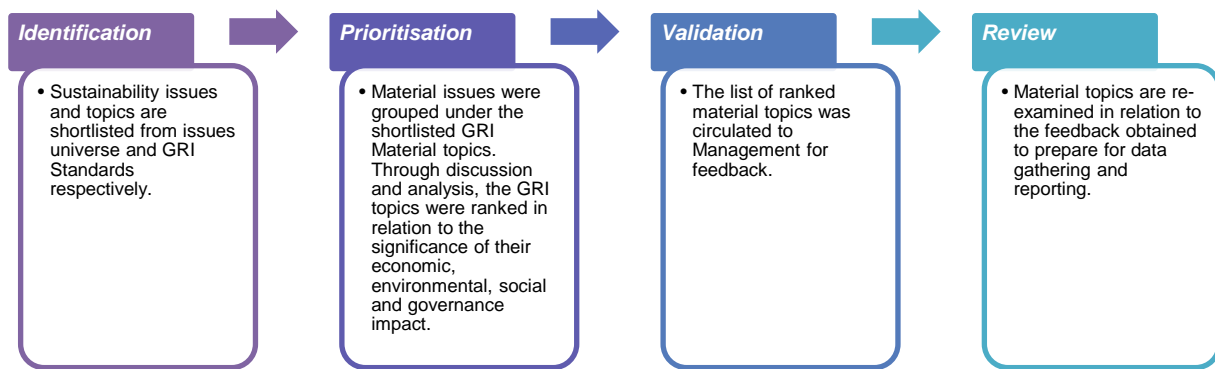 Identification
• Sustainability issues
and topics are
shortlisted from issues
universe and GRI
Standards
respectively.
Prioritisation
• Material issues were
grouped under the
shortlisted GRI
Material topics.
Through discussion
and analysis, the GRI
topics were ranked in
relation to the
significance of their
economic,
environmental, social
and governance
impact.
Validation
• The list of ranked
material topics was
circulated to
Management for
feedback.
Review
• Material topics are re-
examined in relation to
the feedback obtained
to prepare for data
gathering and
reporting.